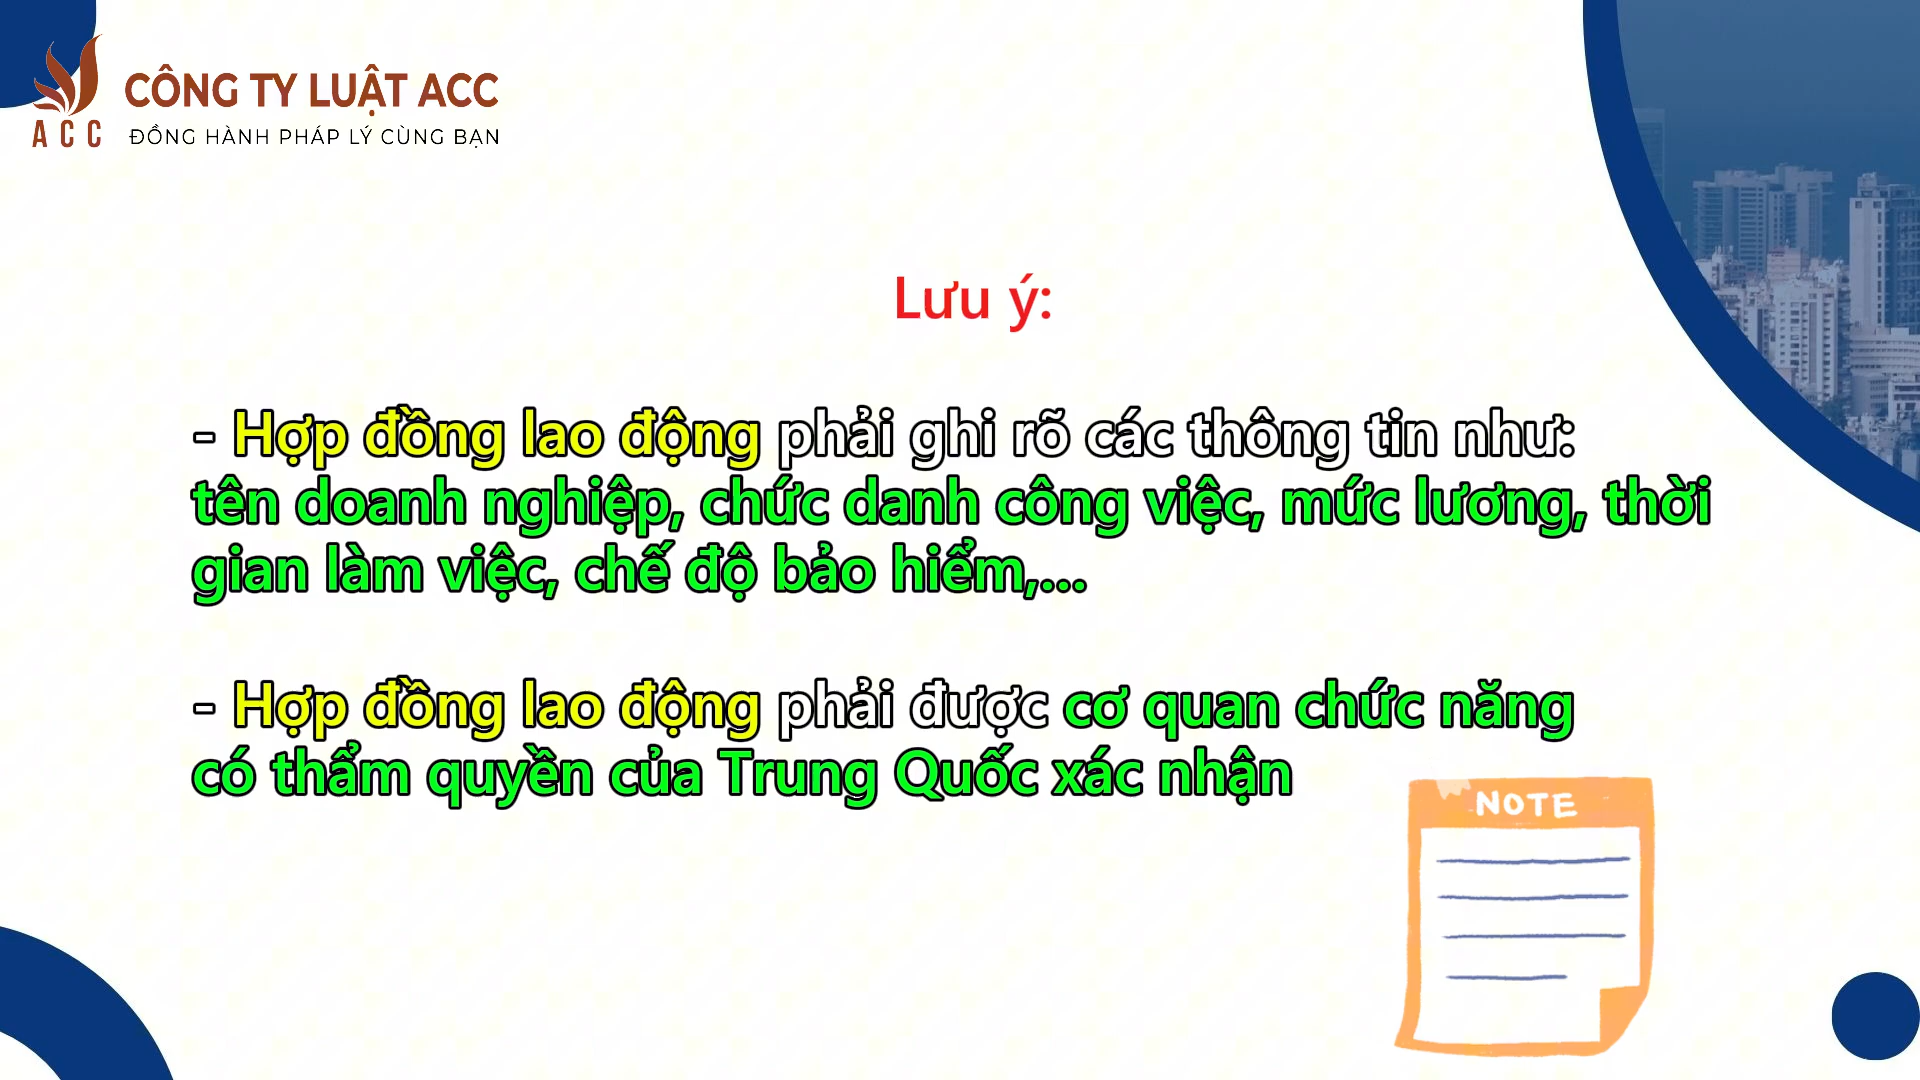 CÔNG TY LUẬT ACC
ACC
ĐỒNG HÀNH PHÁP LÝ CÙNG BẠN
Lưu ý:
- Hợp đồng lao động phải ghi rõ các thông tin như:
tên doanh nghiệp, chức danh công việc, mức lương, thời
gian làm việc, chế độ bảo hiểm,...
- Hợp đồng lao động phải được cơ quan chức năng
có thẩm quyền của Trung Quốc xác nhận
NOTE